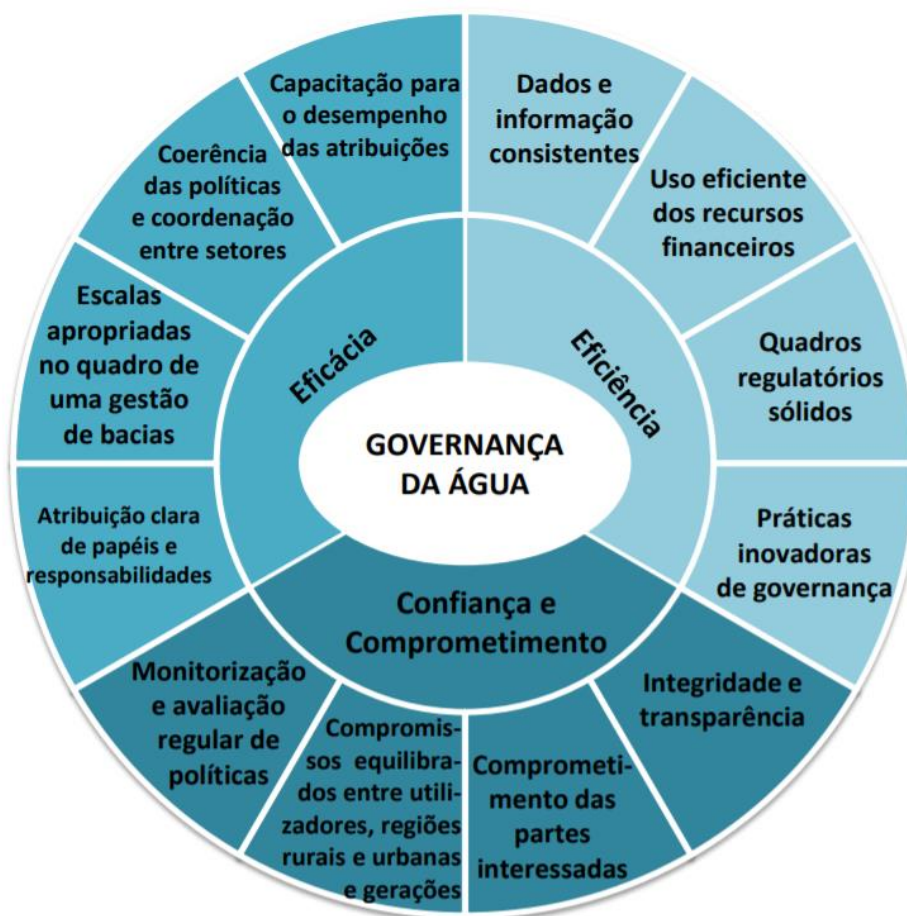 GOVERNANÇA
DA ÁGUA
Eficácia
Eficiência
Confiança e
Comprometimento
Capacitação para
o desempenho
das atribuições
Dados e
informação
consistentes
Uso eficiente
dos recursos
financeiros
Quadros
regulatórios
sólidos
Práticas
inovadoras
de governança
Integridade e
transparência
Comprometi-
mento das
partes
interessadas
Compromis-
sos equilibra-
dos entre utili-
zadores, regiões
rurais e urbanas
e gerações
Monitorização
e avaliação
regular de
políticas
Atribuição clara
de papéis e
responsabilidades
Escalas
apropriadas
no quadro de
uma gestão
de bacias
Coerência
das políticas
e coordenação
entre setores